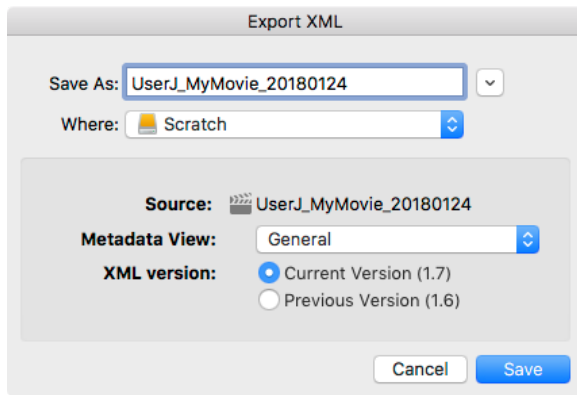 Export XML
Save As: UserJ_MyMovie_20180124
Where: Scratch
Source: UserJ_MyMovie_20180124
Metadata View: General
XML version: Current Version (1.7)
Previous Version (1.6)
Cancel Save